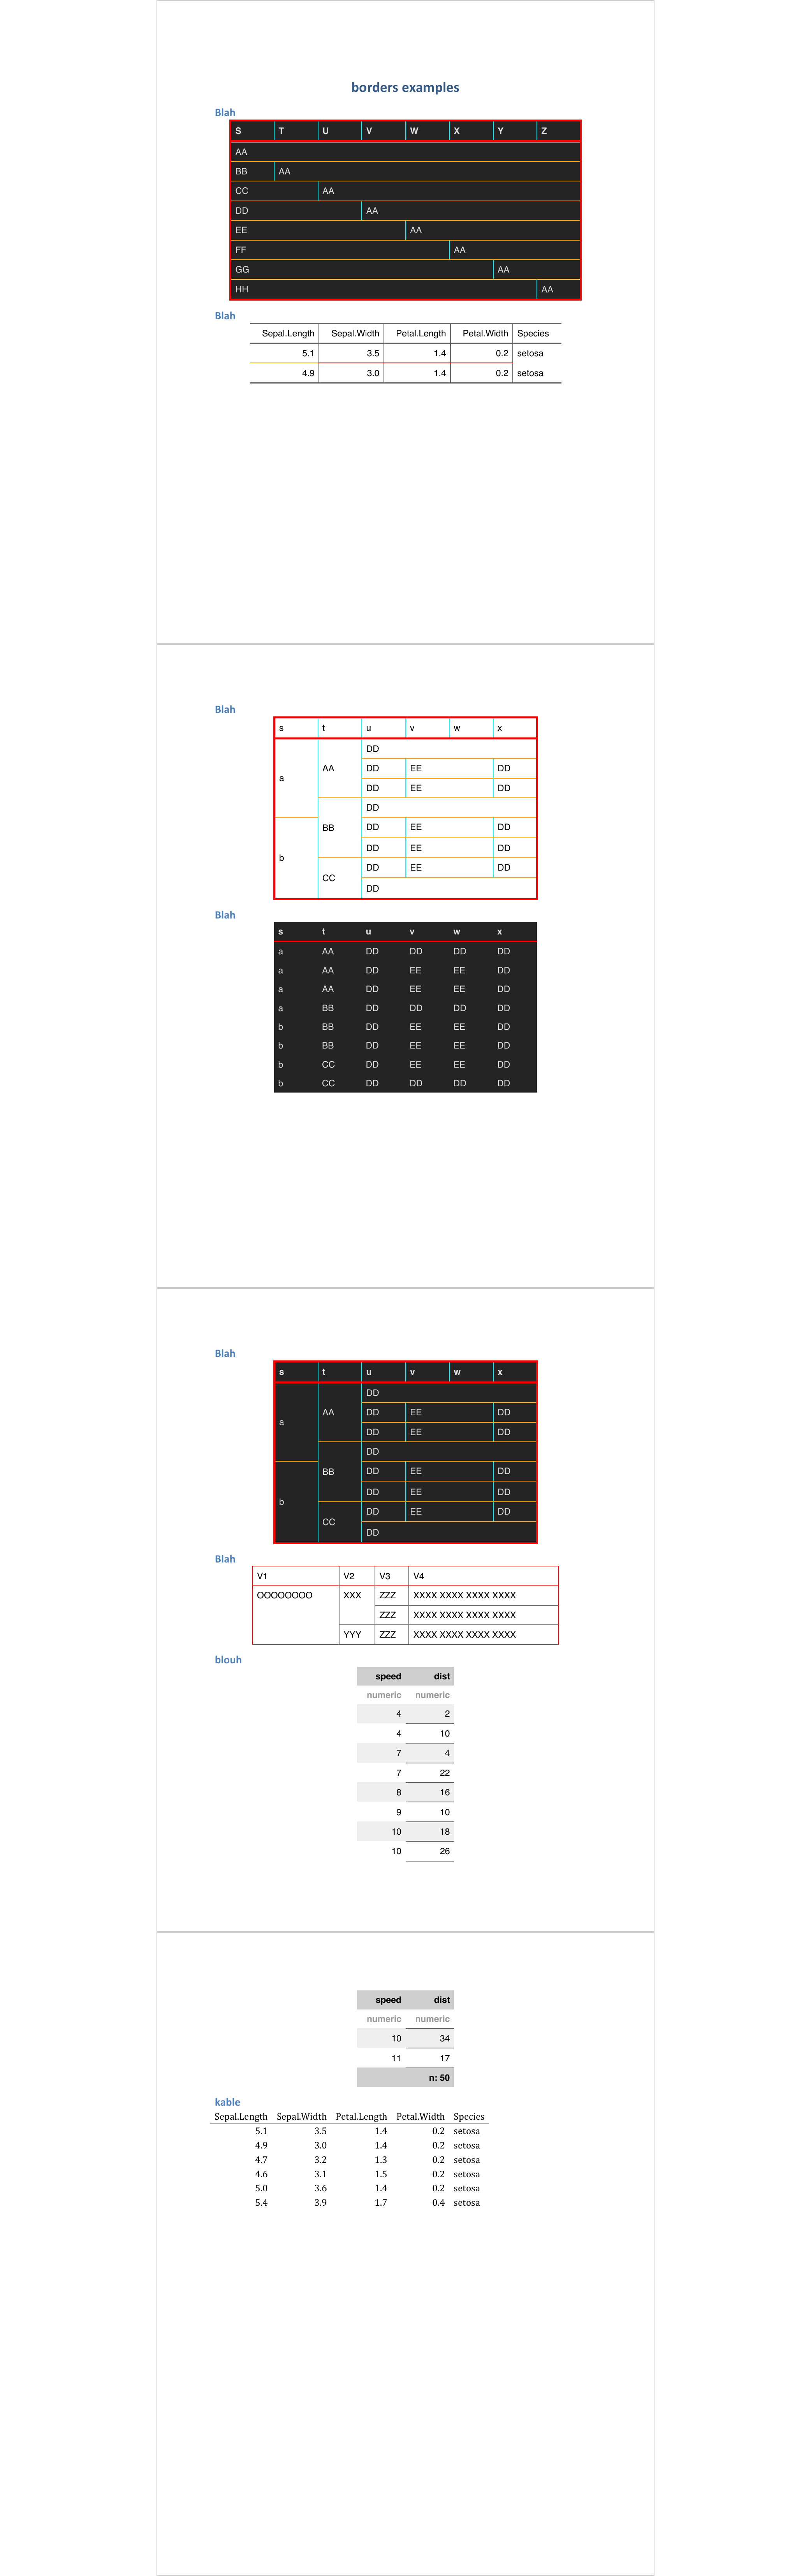 borders examples
Blah
S T U V W X Y Z
AA
BB AA
CC AA
DD AA
EE AA
FF AA
GG AA
HH AA
Blah
Sepal.Length Sepal.Width Petal.Length Petal.Width Species
5.1 3.5 1.4 0.2 setosa
4.9 3.0 1.4 0.2 setosa
Blah
s t u v w x
DD
AA DD EE DD
a
DD EE DD
DD
BB DD EE DD
DD EE DD
b
DD EE DD
CC
DD
Blah
s t u v w x
a AA DD DD DD DD
a AA DD EE EE DD
a AA DD EE EE DD
a BB DD DD DD DD
b BB DD EE EE DD
b BB DD EE EE DD
b CC DD EE EE DD
b CC DD DD DD DD
Blah
s t u v w x
DD
AA DD EE DD
a
DD EE DD
DD
BB DD EE DD
DD EE DD
b
DD EE DD
CC
DD
Blah
V1 V2 V3 V4
OOOOOOOO XXX ZZZ XXXX XXXX XXXX XXXX
ZZZ XXXX XXXX XXXX XXXX
YYY ZZZ XXXX XXXX XXXX XXXX
blouh
speed dist
numeric numeric
4 2
4 10
7 4
7 22
8 16
9 10
10 18
10 26
speed dist
numeric numeric
10 34
11 17
n: 50
kable
Sepal.Length Sepal.Width Petal.Length Petal.Width Species
5.1 3.5 1.4 0.2 setosa
4.9 3.0 1.4 0.2 setosa
4.7 3.2 1.3 0.2 setosa
4.6 3.1 1.5 0.2 setosa
5.0 3.6 1.4 0.2 setosa
5.4 3.9 1.7 0.4 setosa